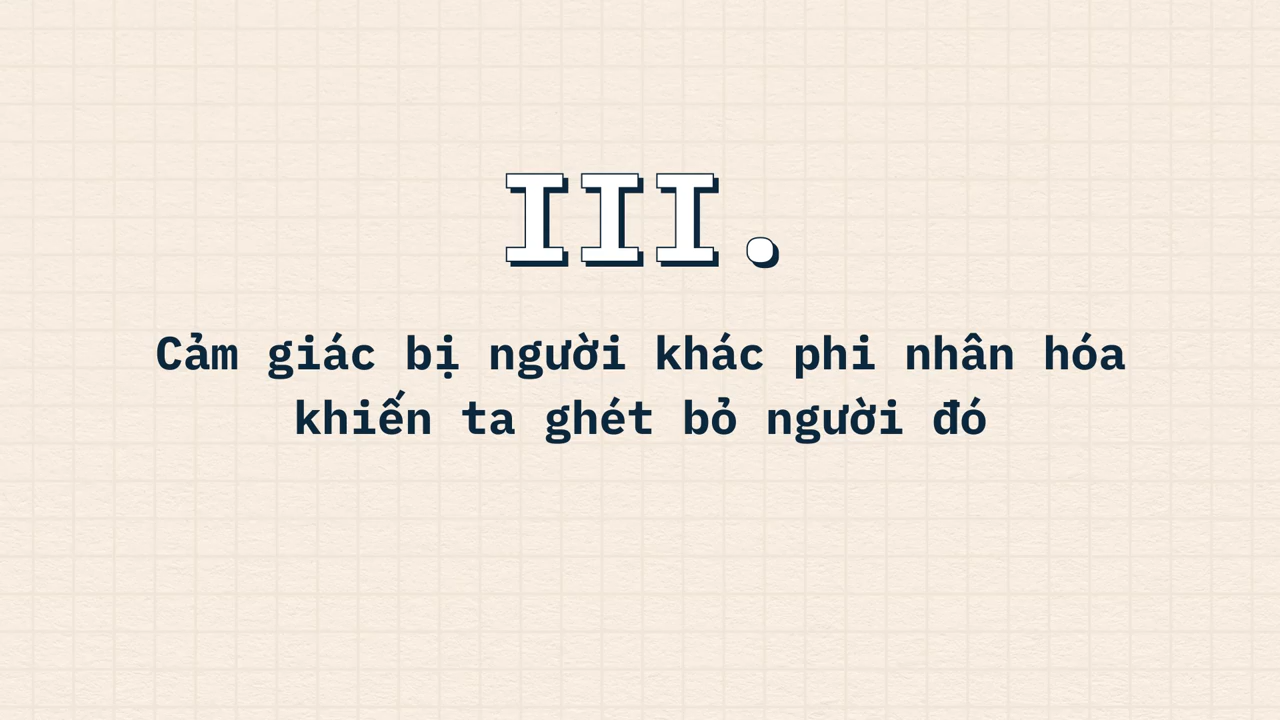 III.
Cảm giác bị người khác phi nhân hóa
khiến ta ghét bỏ người đó